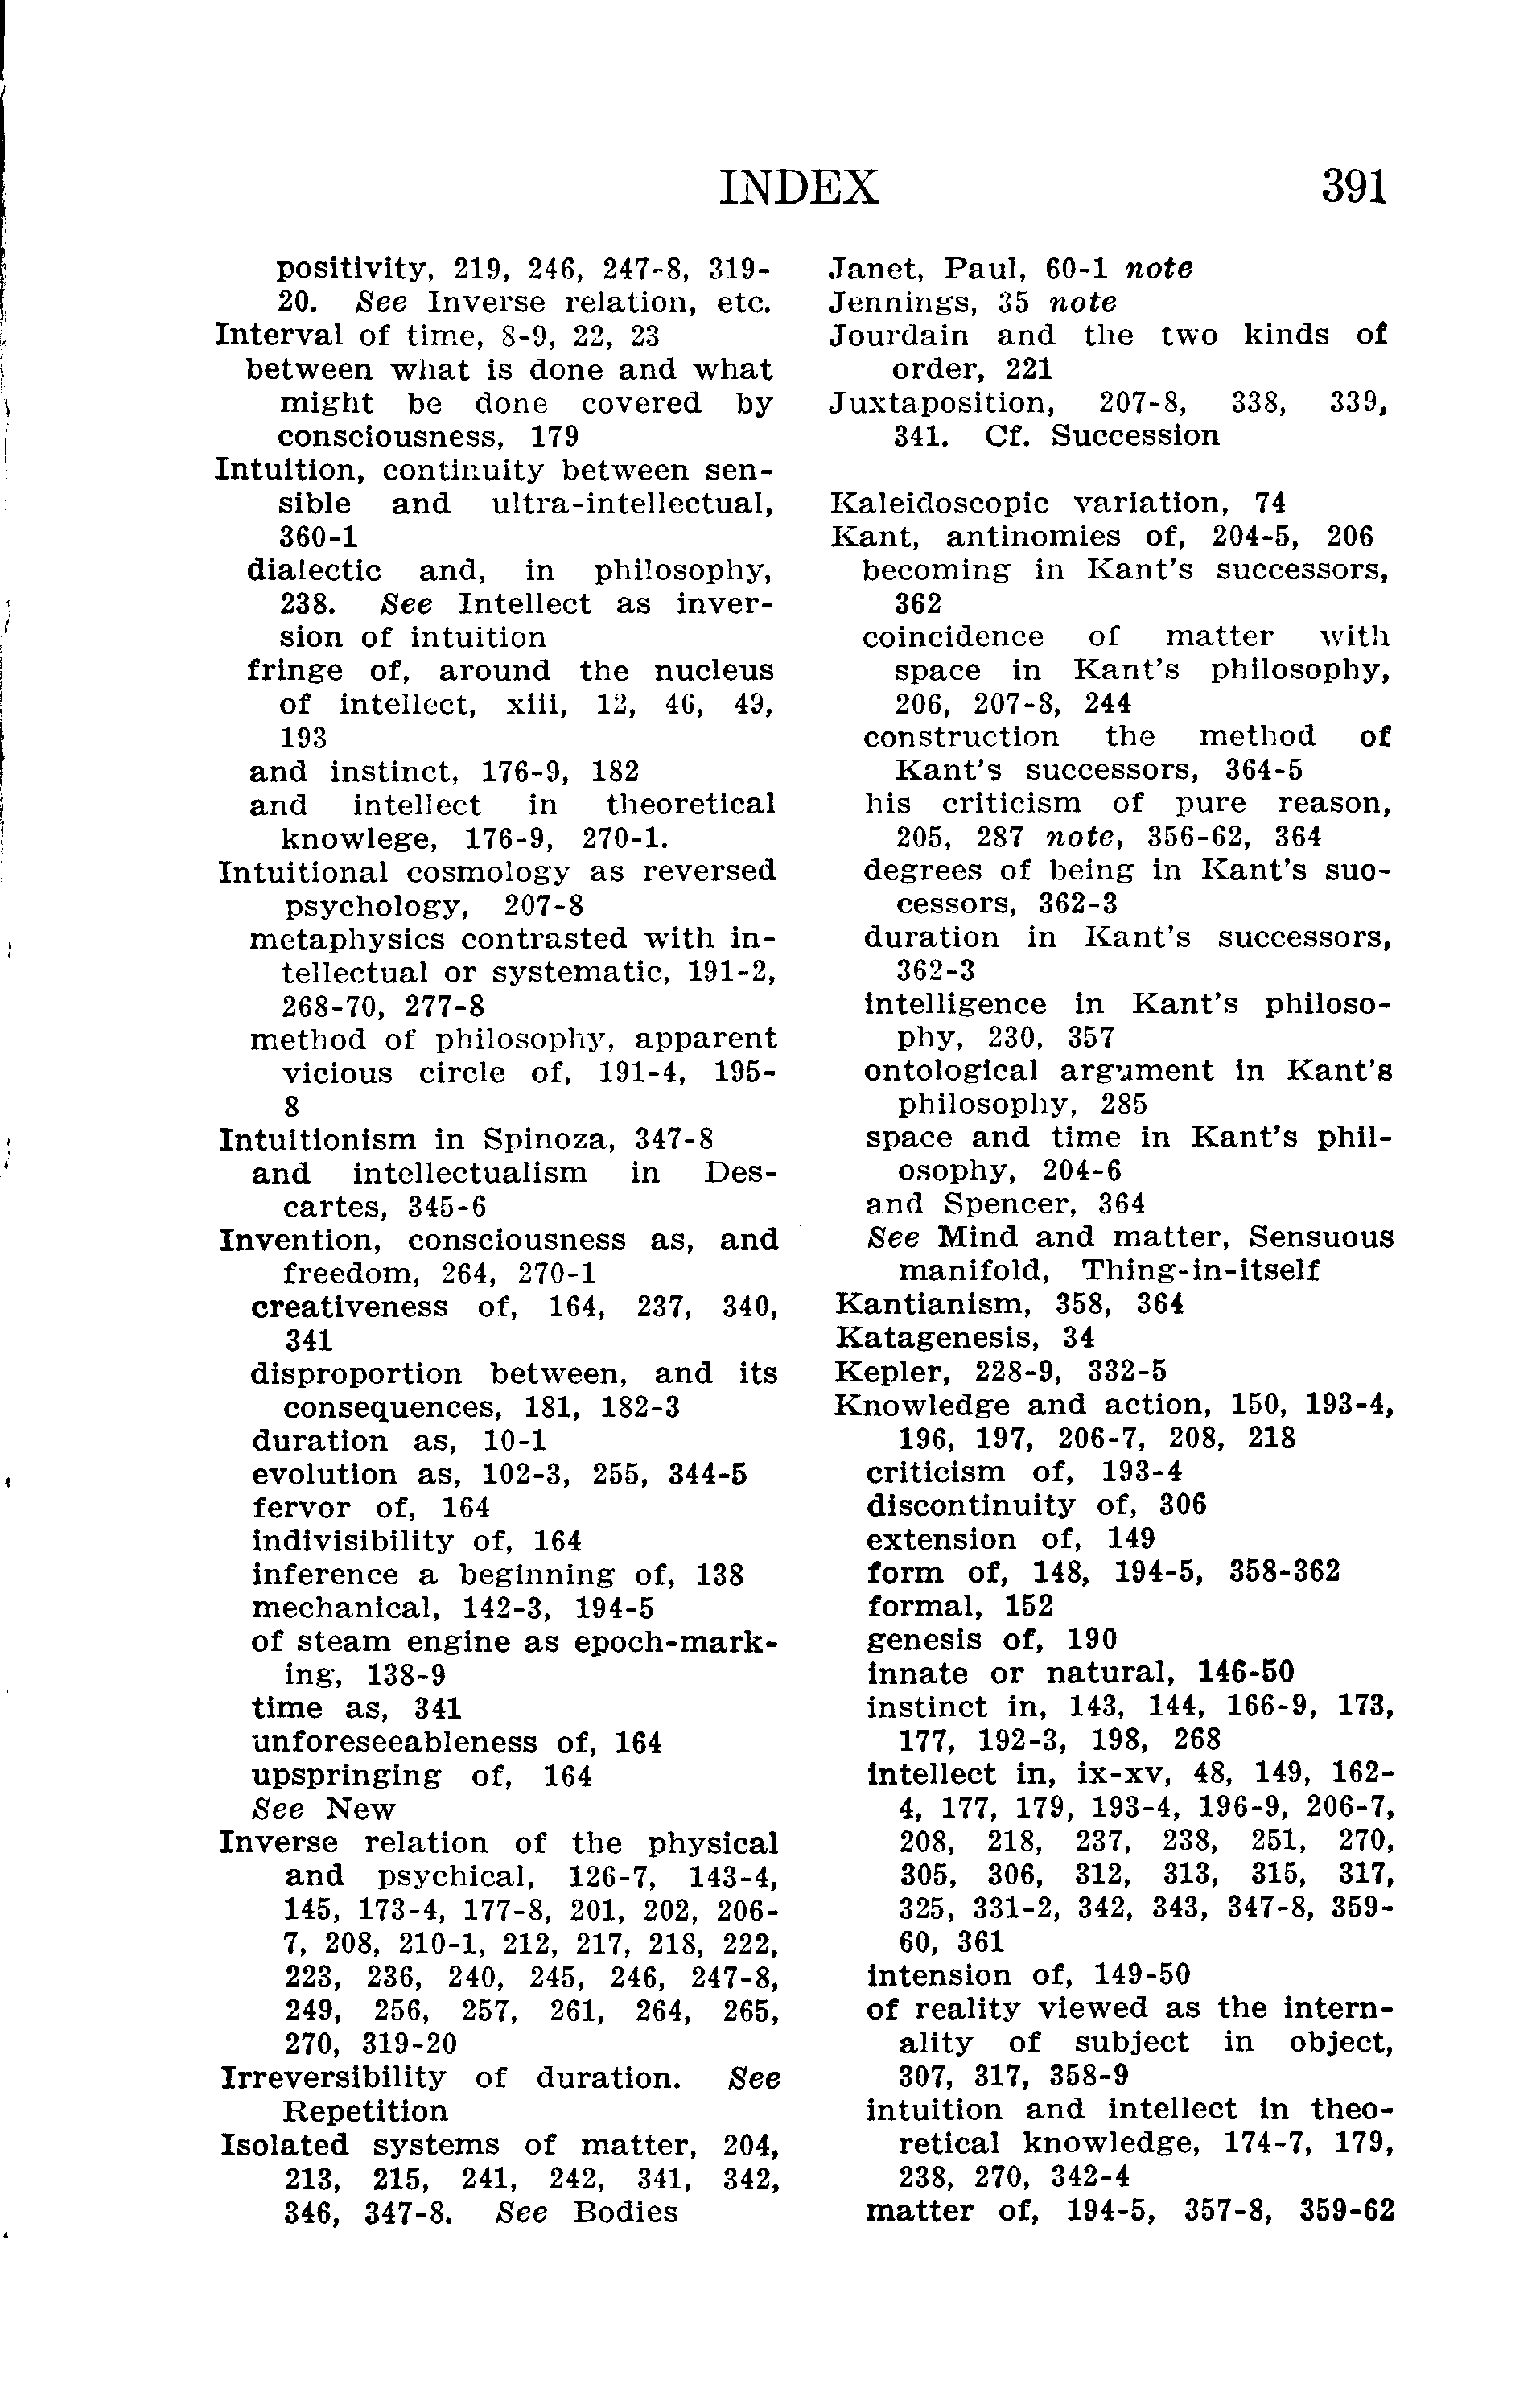 INDEX 391
positivity, 219, 246, 247-8, 319-
20. See Inverse relation, etc.
Interval of time, 8-9, 22, 23
between what is done and what
might be done covered by
consciousness, 179
Intuition, continuity between sen-
sible and ultra-intellectual,
360-1
dialectic and, in philosophy,
238. See Intellect as inver-
sion of intuition
fringe of, around the nucleus
of intellect, xiii, 12, 46, 49,
193
and instinct, 176-9, 182
and intellect in theoretical
knowlege, 176-9, 270-1.
Intuitional cosmology as reversed
psychology, 207-8
metaphysics contrasted with in-
tellectual or systematic, 191-2,
268-70, 277-8
method of philosophy, apparent
vicious circle of, 191-4, 195-
8
Intuitionism in Spinoza, 347-8
and intellectualism in Des-
cartes, 345-6
Invention, consciousness as, and
freedom, 264, 270-1
creativeness of, 164, 237, 340,
341
disproportion between, and its
consequences, 181, 182-3
duration as, 10-1
evolution as, 102-3, 255, 344-5
fervor of, 164
indivisibility of, 164
inference a beginning of, 138
mechanical, 142-3, 194-5
of steam engine as epoch-mark-
ing, 138-9
time as, 341
unforeseeableness of, 164
upspringing of, 164
See New
Inverse relation of the physical
and psychical, 126-7, 143-4,
145, 173-4, 177-8, 201, 202, 206-
7, 208, 210-1, 212, 217, 218, 222,
223, 236, 240, 245, 246, 247-8,
249, 256, 257, 261, 264, 265,
270, 319-20
Irreversibility of duration. See
Repetition
Isolated systems of matter, 204,
213, 215, 241, 242, 341, 342,
346, 347-8. See Bodies
Janet, Paul, 60-1 note
Jennings, 35 note
Jourdain and the two kinds of
order, 221
Juxtaposition, 207-8, 338, 339,
341. Cf. Succession
Kaleidoscopic variation, 74
Kant, antinomies of, 204-5, 206
becoming in Kant's successors,
362
coincidence of matter with
space in Kant's philosophy,
206, 207-8, 244
construction the method of
Kant's successors, 364-5
his criticism of pure reason,
205, 287 note, 356-62, 364
degrees of being in Kant's suc-
cessors, 362-3
duration in Kant's successors,
362-3
intelligence in Kant's philoso-
phy, 230, 357
ontological argument in Kant's
philosophy, 285
space and time in Kant's phil-
osophy, 204-6
and Spencer, 364
See Mind and matter, Sensuous
manifold, Thing-in-itself
Kantianism, 358, 364
Katagenesis, 34
Kepler, 228-9, 332-5
Knowledge and action, 150, 193-4,
196, 197, 206-7, 208, 218
criticism of, 193-4
discontinuity of, 306
extension of, 149
form of, 148, 194-5, 358-362
formal, 152
genesis of, 190
innate or natural, 146-50
instinct in, 143, 144, 166-9, 173,
177, 192-3, 198, 268
intellect in, ix-xv, 48, 149, 162-
4, 177, 179, 193-4, 196-9, 206-7,
208, 218, 237, 238, 251, 270,
305, 306, 312, 313, 315, 317,
325, 331-2, 342, 343, 347-8, 359-
60, 361
intension of, 149-50
of reality viewed as the intern-
ality of subject in object,
307, 317, 358-9
intuition and intellect in theo-
retical knowledge, 174-7, 179,
238, 270, 342-4
matter of, 194-5, 357-8, 359-62